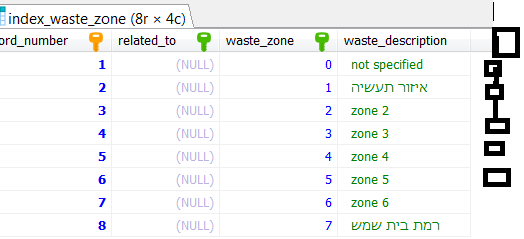 index_waste_zone (8r × 4c)
ord_number related_to waste_zone waste_description
1 (NULL) 0 not specified
2 (NULL) 1 איזור תעשיה
3 (NULL) 2 zone 2
4 (NULL) 3 zone 3
5 (NULL) 4 zone 4
6 (NULL) 5 zone 5
7 (NULL) 6 zone 6
8 (NULL) 7 רמת בית שמש